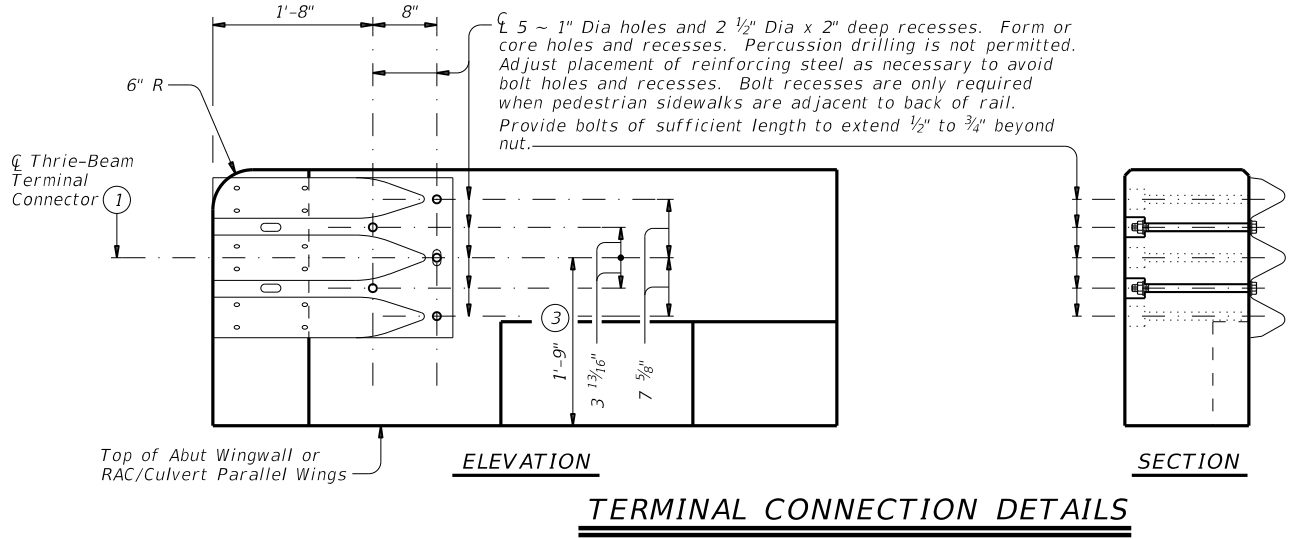 1'-8"
8"
℄ 5 ~ 1" Dia holes and 2 ½" Dia x 2" deep recesses. Form or
core holes and recesses. Percussion drilling is not permitted.
Adjust placement of reinforcing steel as necessary to avoid
bolt holes and recesses. Bolt recesses are only required
when pedestrian sidewalks are adjacent to back of rail.
Provide bolts of sufficient length to extend ½" to ¾" beyond
nut.
6" R
℄ Thrie-Beam
Terminal
Connector 1
3
1'-9"
3 13/16"
7 5/8"
Top of Abut Wingwall or
RAC/Culvert Parallel Wings
ELEVATION
SECTION
TERMINAL CONNECTION DETAILS